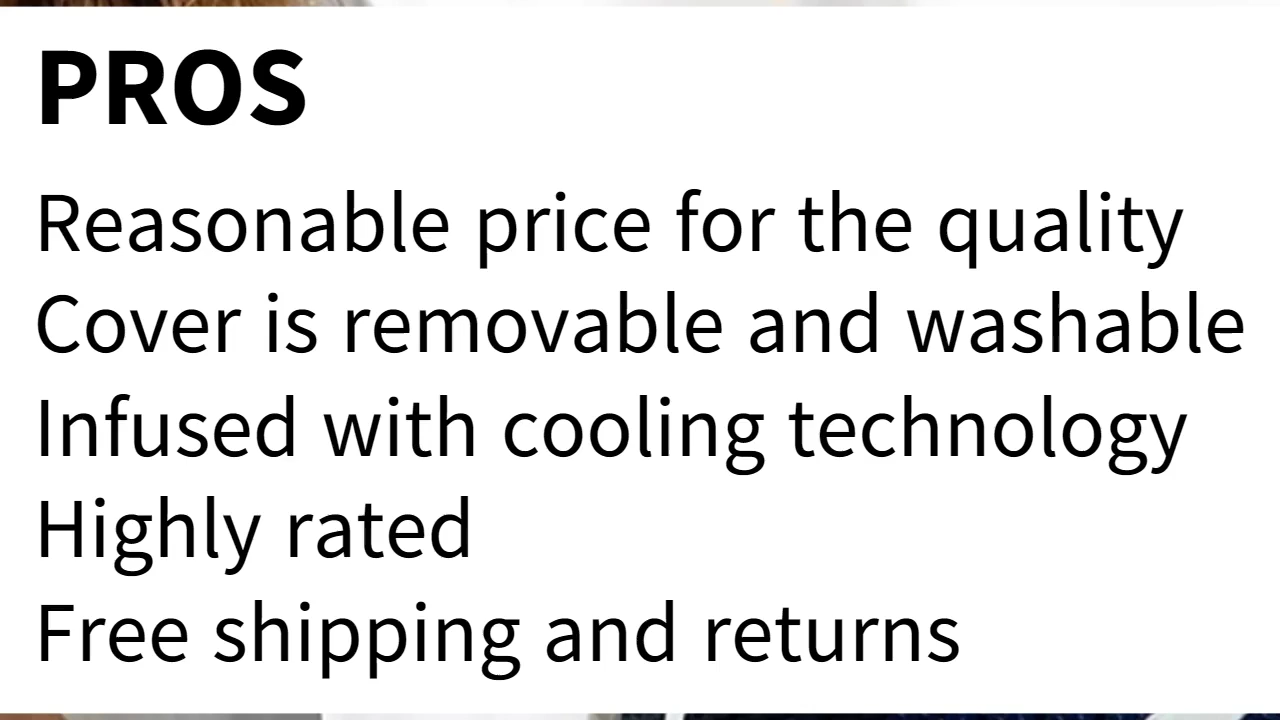 PROS
Reasonable price for the quality
Cover is removable and washable
Infused with cooling technology
Highly rated
Free shipping and returns